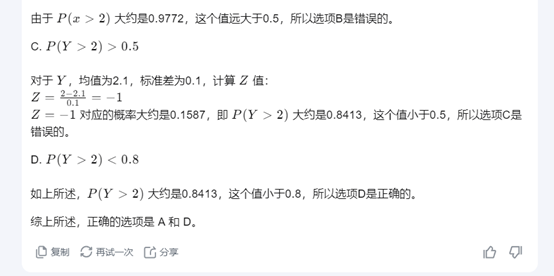 由于 P(x > 2) 大约是0.9772，这个值远大于0.5，所以选项B是错误的。
C. P(Y > 2) > 0.5
对于 Y，均值为2.1，标准差为0.1，计算 Z 值：
Z = \frac{2-2.1}{0.1} = −1
Z = −1 对应的概率大约是0.1587，即 P(Y > 2) 大约是0.8413，这个值小于0.5，所以选项C是
错误的。
D. P(Y > 2) < 0.8
如上所述，P(Y > 2) 大约是0.8413，这个值小于0.8，所以选项D是正确的。
综上所述，正确的选项是 A 和 D。
复制 再试一次 分享